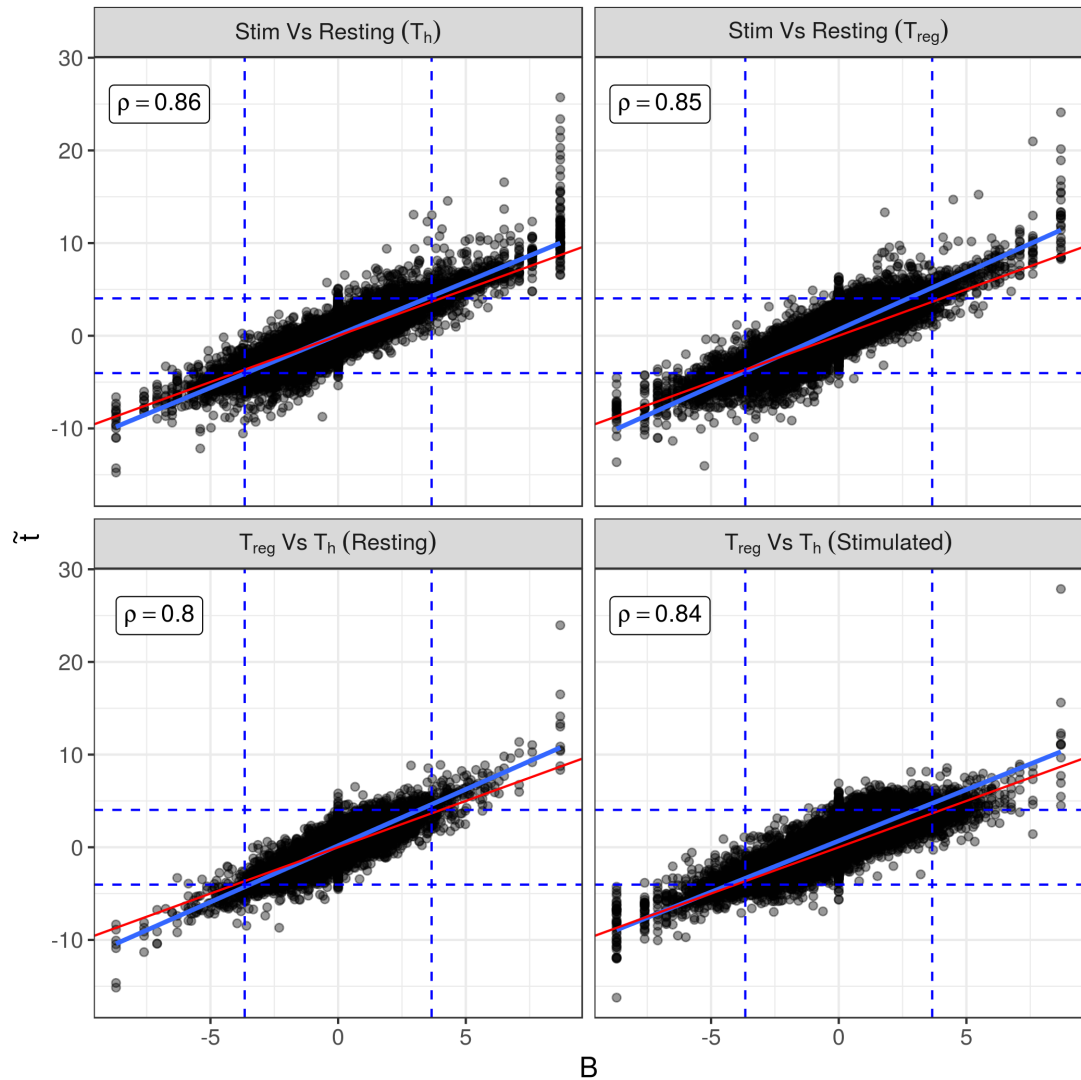 Stim Vs Resting (Th)
Stim Vs Resting (Treg)
30
20
10
0
-10
ρ = 0.86
ρ = 0.85
t̃
Treg Vs Th (Resting)
Treg Vs Th (Stimulated)
30
20
10
0
-10
ρ = 0.8
ρ = 0.84
-5 0 5
-5 0 5
B